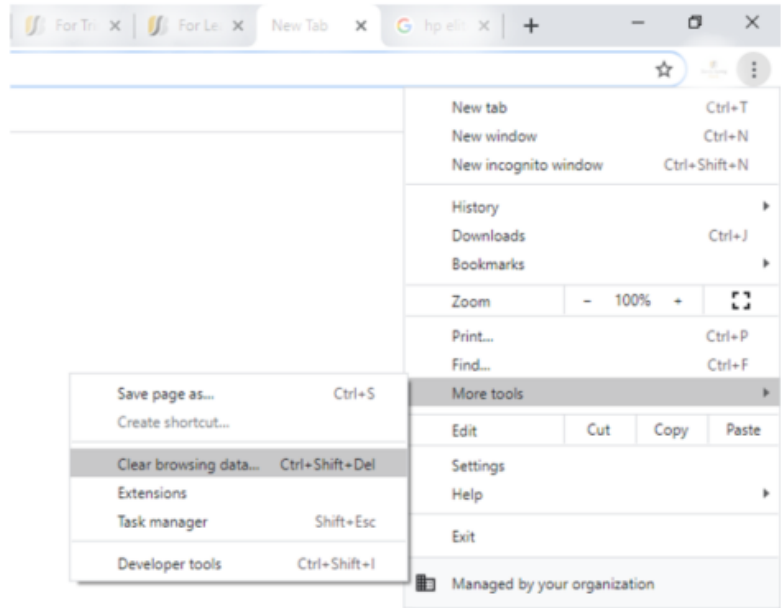 For Tri
For Le
New Tab
hp elit
New tab Ctrl+T
New window Ctrl+N
New incognito window Ctrl+Shift+N
History
Downloads Ctrl+J
Bookmarks
Zoom - 100% +
Print... Ctrl+P
Find... Ctrl+F
More tools
Edit Cut Copy Paste
Settings
Help
Exit
Managed by your organization
Save page as... Ctrl+S
Create shortcut...
Clear browsing data... Ctrl+Shift+Del
Extensions
Task manager Shift+Esc
Developer tools Ctrl+Shift+I